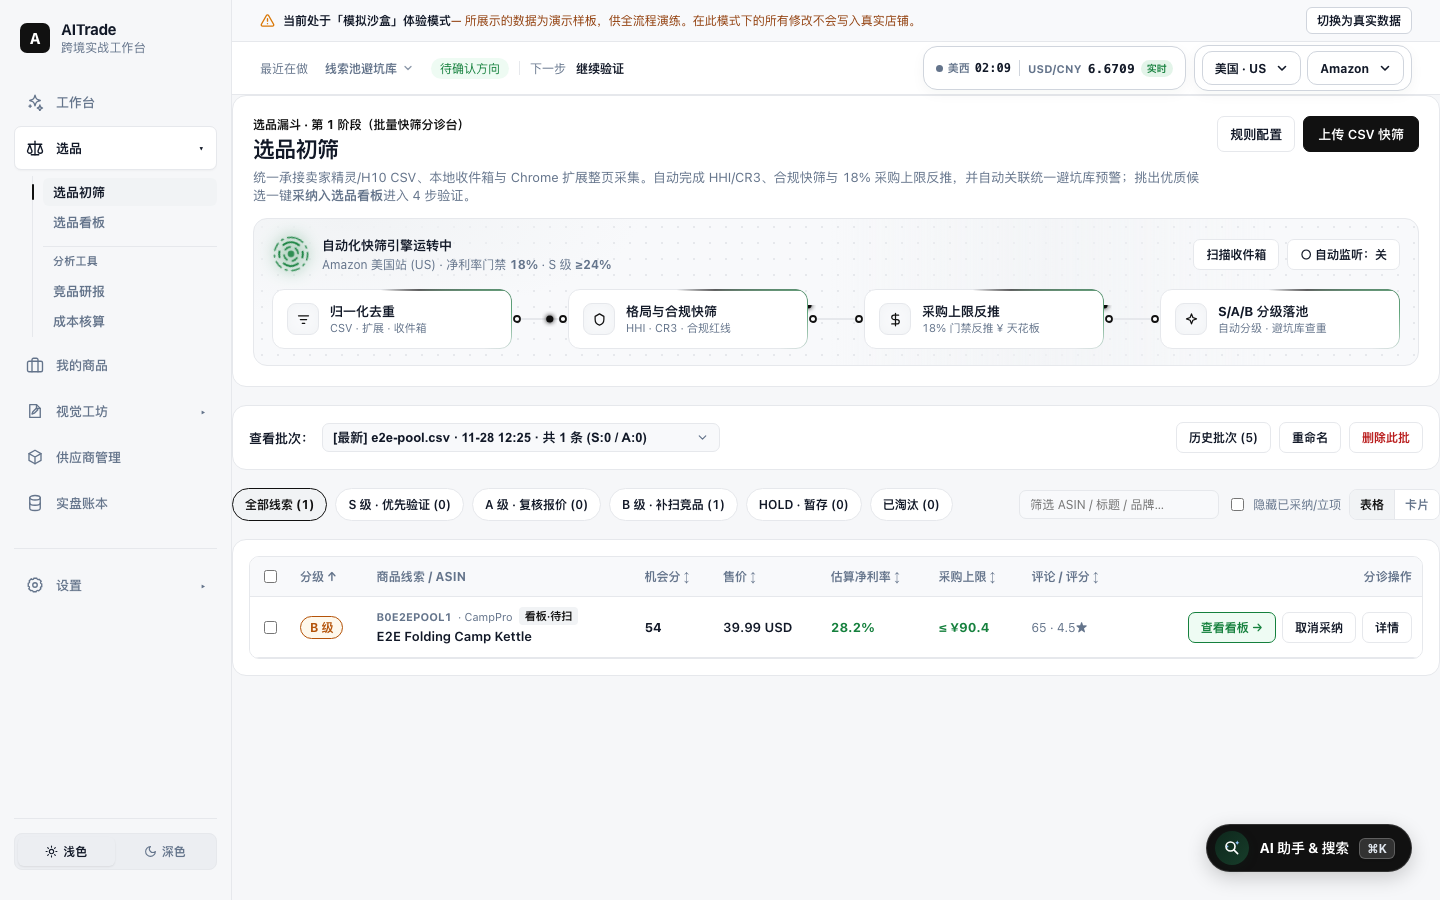 A
AITrade
跨境实战工作台
工作台
选品
选品初筛
选品看板
分析工具
竞品研报
成本核算
我的商品
视觉工坊
供应商管理
实盘账本
设置
浅色
深色
当前处于「模拟沙盒」体验模式— 所展示的数据为演示样板，供全流程演练。在此模式下的所有修改不会写入真实店铺。
切换为真实数据
最近在做 线索池避坑库 待确认方向 下一步 继续验证
美西 02:09 USD/CNY 6.6709 实时
美国 · US
Amazon
选品漏斗 · 第 1 阶段（批量快筛分诊台）
选品初筛
规则配置
上传 CSV 快筛
统一承接卖家精灵/H10 CSV、本地收件箱与 Chrome 扩展整页采集。自动完成 HHI/CR3、合规快筛与 18% 采购上限反推，并自动关联统一避坑库预警；挑出优质候
选一键采纳入选品看板进入 4 步验证。
自动化快筛引擎运转中
Amazon 美国站 (US) · 净利率门禁 18% · S 级 ≥24%
扫描收件箱
自动监听：关
归一化去重
CSV · 扩展 · 收件箱
格局与合规快筛
HHI · CR3 · 合规红线
采购上限反推
18% 门禁反推 ¥ 天花板
S/A/B 分级落池
自动分级 · 避坑库查重
查看批次：
[最新] e2e-pool.csv · 11-28 12:25 · 共 1 条 (S:0 / A:0)
历史批次 (5)
重命名
删除此批
全部线索 (1)
S 级 · 优先验证 (0)
A 级 · 复核报价 (0)
B 级 · 补扫竞品 (1)
HOLD · 暂存 (0)
已淘汰 (0)
筛选 ASIN / 标题 / 品牌...
隐藏已采纳/立项
表格
卡片
分级 ↑ 商品线索 / ASIN 机会分 ↕ 售价 ↕ 估算净利率 ↕ 采购上限 ↕ 评论 / 评分 ↕ 分诊操作
B 级
B0E2EPOOL1 · CampPro 看板·待扫
E2E Folding Camp Kettle
54
39.99 USD
28.2%
≤ ¥90.4
65 · 4.5★
查看看板 →
取消采纳
详情
AI 助手 & 搜索 ⌘K